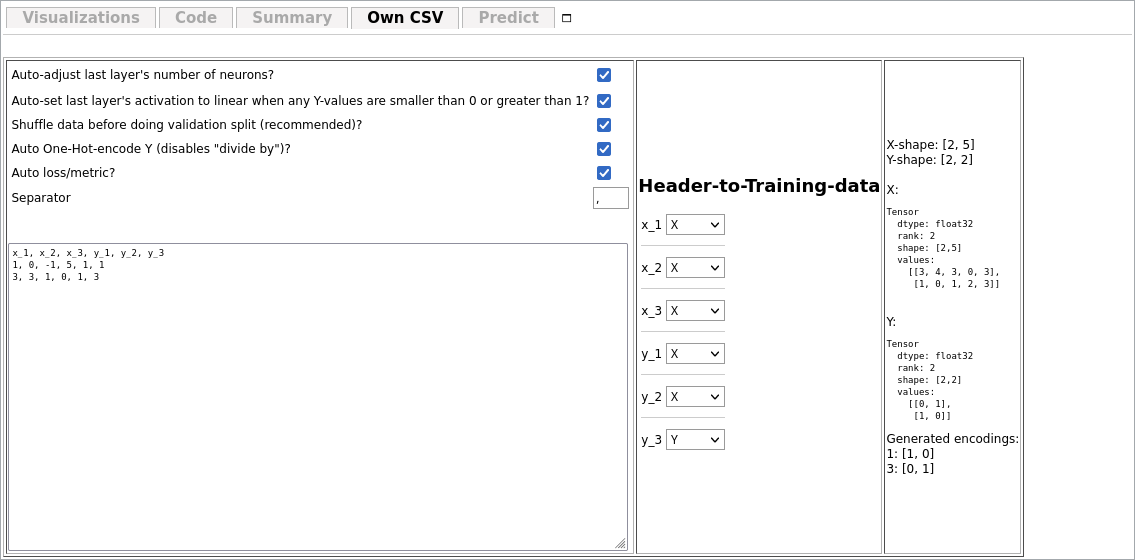 Visualizations Code Summary Own CSV Predict
Auto-adjust last layer's number of neurons?
Auto-set last layer's activation to linear when any Y-values are smaller than 0 or greater than 1?
Shuffle data before doing validation split (recommended)?
Auto One-Hot-encode Y (disables "divide by")?
Auto loss/metric?
Separator ,
x_1, x_2, x_3, y_1, y_2, y_3
1, 0, -1, 5, 1, 1
3, 3, 1, 0, 1, 3
Header-to-Training-data
x_1 X
x_2 X
x_3 X
y_1 X
y_2 X
y_3 Y
X-shape: [2, 5]
Y-shape: [2, 2]
X:
Tensor
dtype: float32
rank: 2
shape: [2,5]
values:
[[3, 4, 3, 0, 3],
[1, 0, 1, 2, 3]]
Y:
Tensor
dtype: float32
rank: 2
shape: [2,2]
values:
[[0, 1],
[1, 0]]
Generated encodings:
1: [1, 0]
3: [0, 1]